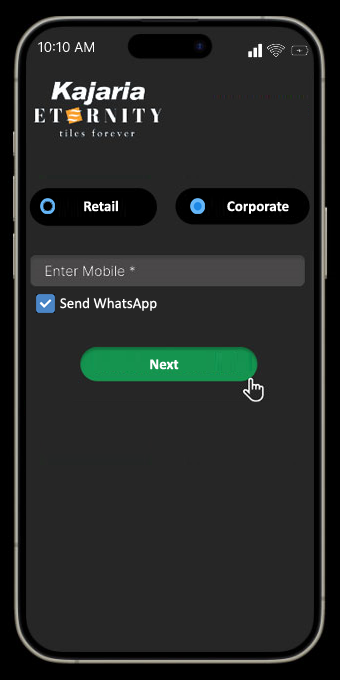 10:10 AM
Kajaria
ETERNITY
tiles forever
Retail
Corporate
Enter Mobile *
Send WhatsApp
Next